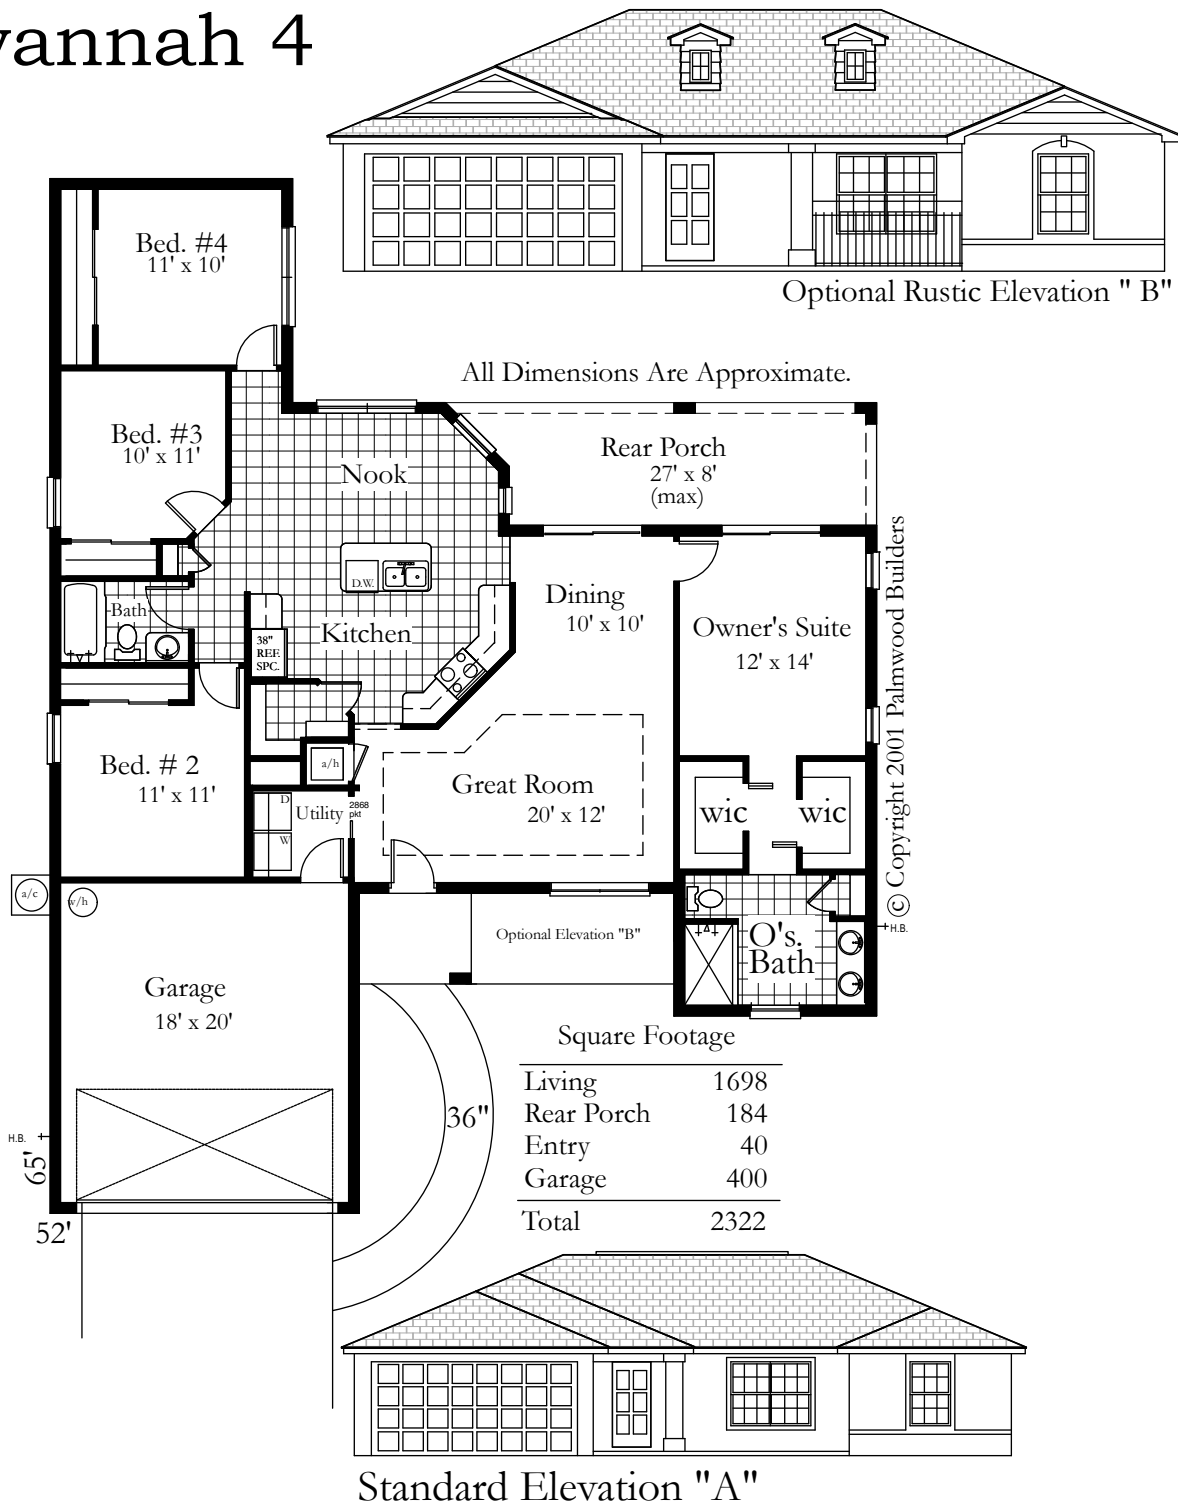 vannah 4
Optional Rustic Elevation " B"
All Dimensions Are Approximate.
Bed. #4
11' x 10'
Bed. #3
10' x 11'
Nook
Rear Porch
27' x 8'
(max)
D.W.
Bath
Kitchen
38"
REF.
SPC.
Dining
10' x 10'
Owner's Suite
12' x 14'
Bed. # 2
11' x 11'
a/h
Great Room
20' x 12'
wic
wic
D
W
Utility
2868
pkt
© Copyright 2001 Palmwood Builders
a/c
w/h
H.B.
Optional Elevation "B"
O's.
Bath
Garage
18' x 20'
36"
H.B.
65'
52'
Square Footage
Living 1698
Rear Porch 184
Entry 40
Garage 400
Total 2322
Standard Elevation "A"